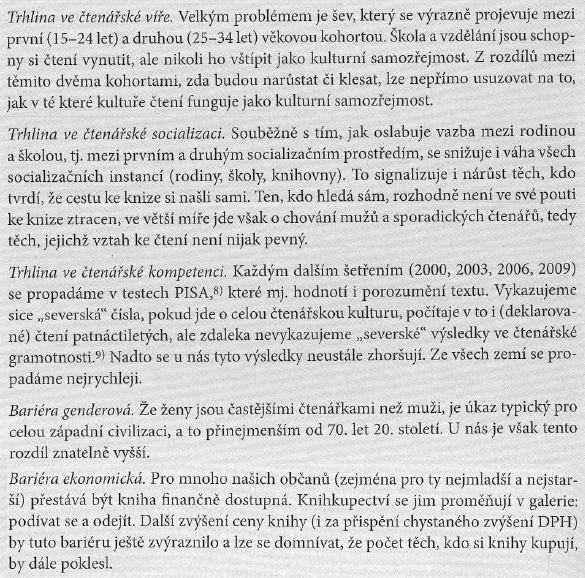 Trhlina ve čtenářské víře. Velkým problémem je šev, který se výrazně projevuje mezi
první (15–24 let) a druhou (25–34 let) věkovou kohortou. Škola a vzdělání jsou schop-
ny si čtení vynutit, ale nikoli ho vštípit jako kulturní samozřejmost. Z rozdílů mezi
těmito dvěma kohortami, zda budou narůstat či klesat, lze nepřímo usuzovat na to,
jak v té které kultuře čtení funguje jako kulturní samozřejmost.
Trhlina ve čtenářské socializaci. Souběžně s tím, jak oslabuje vazba mezi rodinou
a školou, tj. mezi prvním a druhým socializačním prostředím, se snižuje i váha všech
socializačních instancí (rodiny, školy, knihovny). To signalizuje i nárůst těch, kdo
tvrdí, že cestu ke knize si našli sami. Ten, kdo hledá sám, rozhodně není ve své pouti
ke knize ztracen, ve větší míře jde však o chování mužů a sporadických čtenářů, tedy
těch, jejichž vztah ke čtení není nijak pevný.
Trhlina ve čtenářské kompetenci. Každým dalším šetřením (2000, 2003, 2006, 2009)
se propadáme v testech PISA,8) které mj. hodnotí i porozumění textu. Vykazujeme
sice „severská“ čísla, pokud jde o celou čtenářskou kulturu, počítaje v to i (deklarova-
né) čtení patnáctiletých, ale zdaleka nevykazujeme „severské“ výsledky ve čtenářské
gramotnosti.9) Nadto se u nás tyto výsledky neustále zhoršují. Ze všech zemí se pro-
padáme nejrychleji.
Bariéra genderová. Že ženy jsou častějšími čtenářkami než muži, je úkaz typický pro
celou západní civilizaci, a to přinejmenším od 70. let 20. století. U nás je však tento
rozdíl znatelně vyšší.
Bariéra ekonomická. Pro mnoho našich občanů (zejména pro ty nejmladší a nejstar-
ší) přestává být kniha finančně dostupná. Knihkupectví se jim proměňují v galerie:
podívat se a odejít. Další zvýšení ceny knihy (i za přispění chystaného zvýšení DPH)
by tuto bariéru ještě zvýraznilo a lze se domnívat, že počet těch, kdo si knihy kupují,
by dále poklesl.